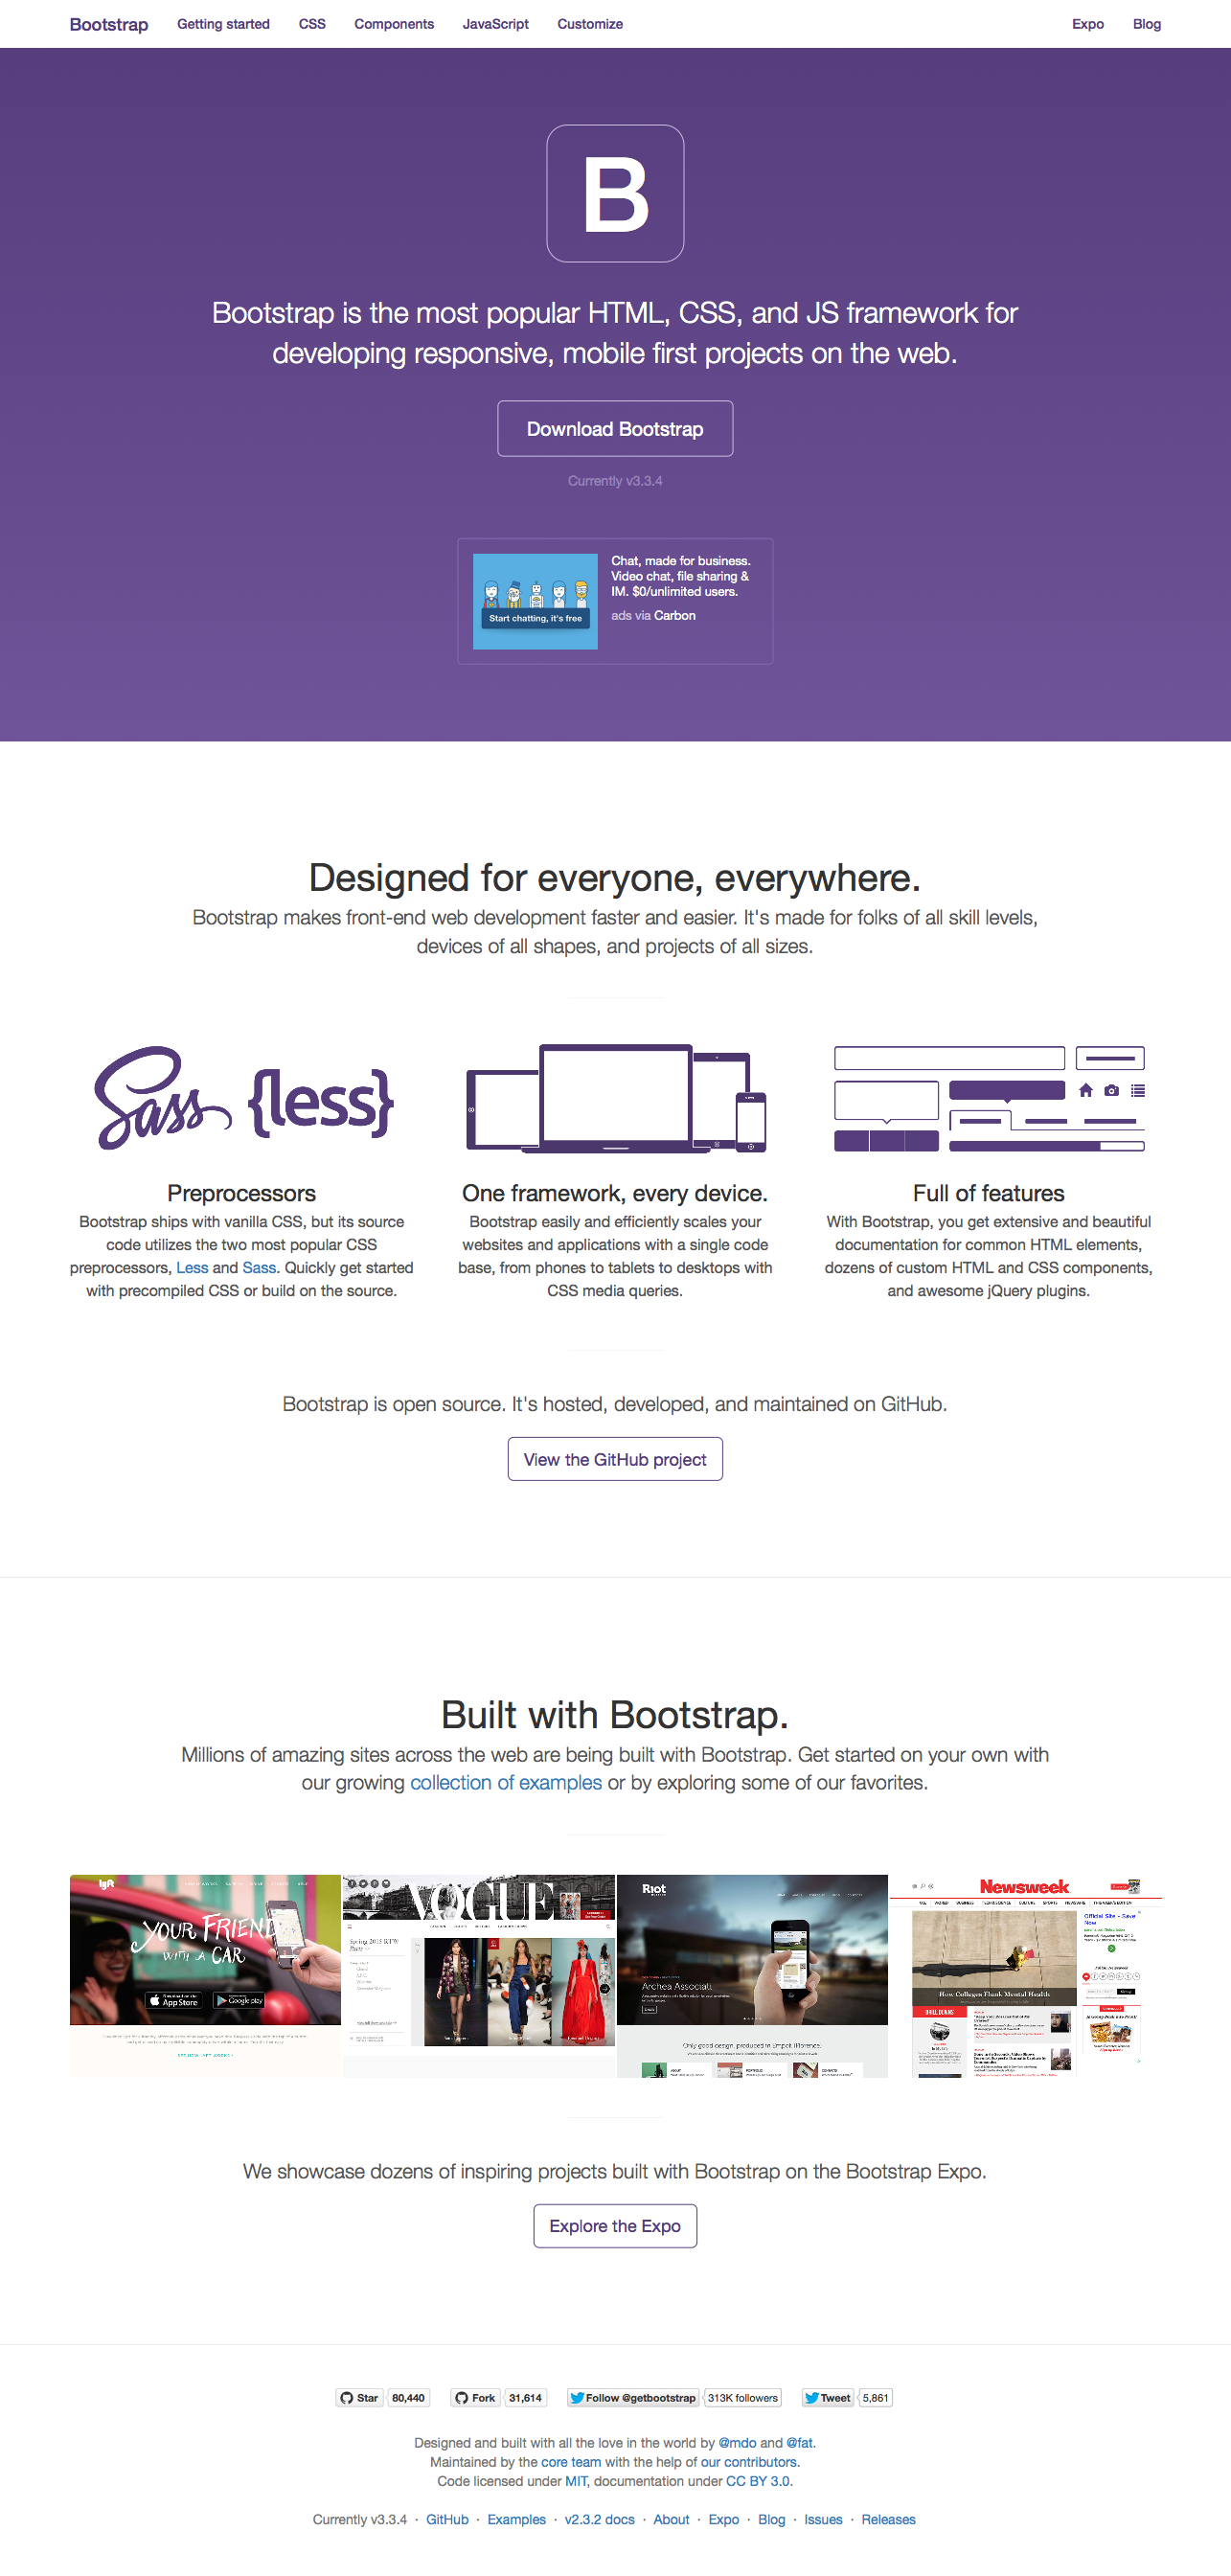 Bootstrap Getting started CSS Components JavaScript Customize Expo Blog
B
Bootstrap is the most popular HTML, CSS, and JS framework for
developing responsive, mobile first projects on the web.
Download Bootstrap
Currently v3.3.4
Start chatting, it's free
Chat, made for business.
Video chat, file sharing &
IM. $0/unlimited users.
ads via Carbon
Designed for everyone, everywhere.
Bootstrap makes front-end web development faster and easier. It's made for folks of all skill levels,
devices of all shapes, and projects of all sizes.
Sass {less}
Preprocessors
Bootstrap ships with vanilla CSS, but its source
code utilizes the two most popular CSS
preprocessors, Less and Sass. Quickly get started
with precompiled CSS or build on the source.
One framework, every device.
Bootstrap easily and efficiently scales your
websites and applications with a single code
base, from phones to tablets to desktops with
CSS media queries.
Full of features
With Bootstrap, you get extensive and beautiful
documentation for common HTML elements,
dozens of custom HTML and CSS components,
and awesome jQuery plugins.
Bootstrap is open source. It's hosted, developed, and maintained on GitHub.
View the GitHub project
Built with Bootstrap.
Millions of amazing sites across the web are being built with Bootstrap. Get started on your own with
our growing collection of examples or by exploring some of our favorites.
lyft
YOUR FRIEND
WITH A CAR
App Store Google play
VOGUE
Spring 2015 RTW
Riot
Archea Associati
Only good design, produced in Empoli (Florence).
Newsweek
Official Site - Save
Now
How Colleges Flunk Mental Health
We showcase dozens of inspiring projects built with Bootstrap on the Bootstrap Expo.
Explore the Expo
Star 80,440 Fork 31,614 Follow @getbootstrap 313K followers Tweet 5,861
Designed and built with all the love in the world by @mdo and @fat.
Maintained by the core team with the help of our contributors.
Code licensed under MIT, documentation under CC BY 3.0.
Currently v3.3.4 · GitHub · Examples · v2.3.2 docs · About · Expo · Blog · Issues · Releases